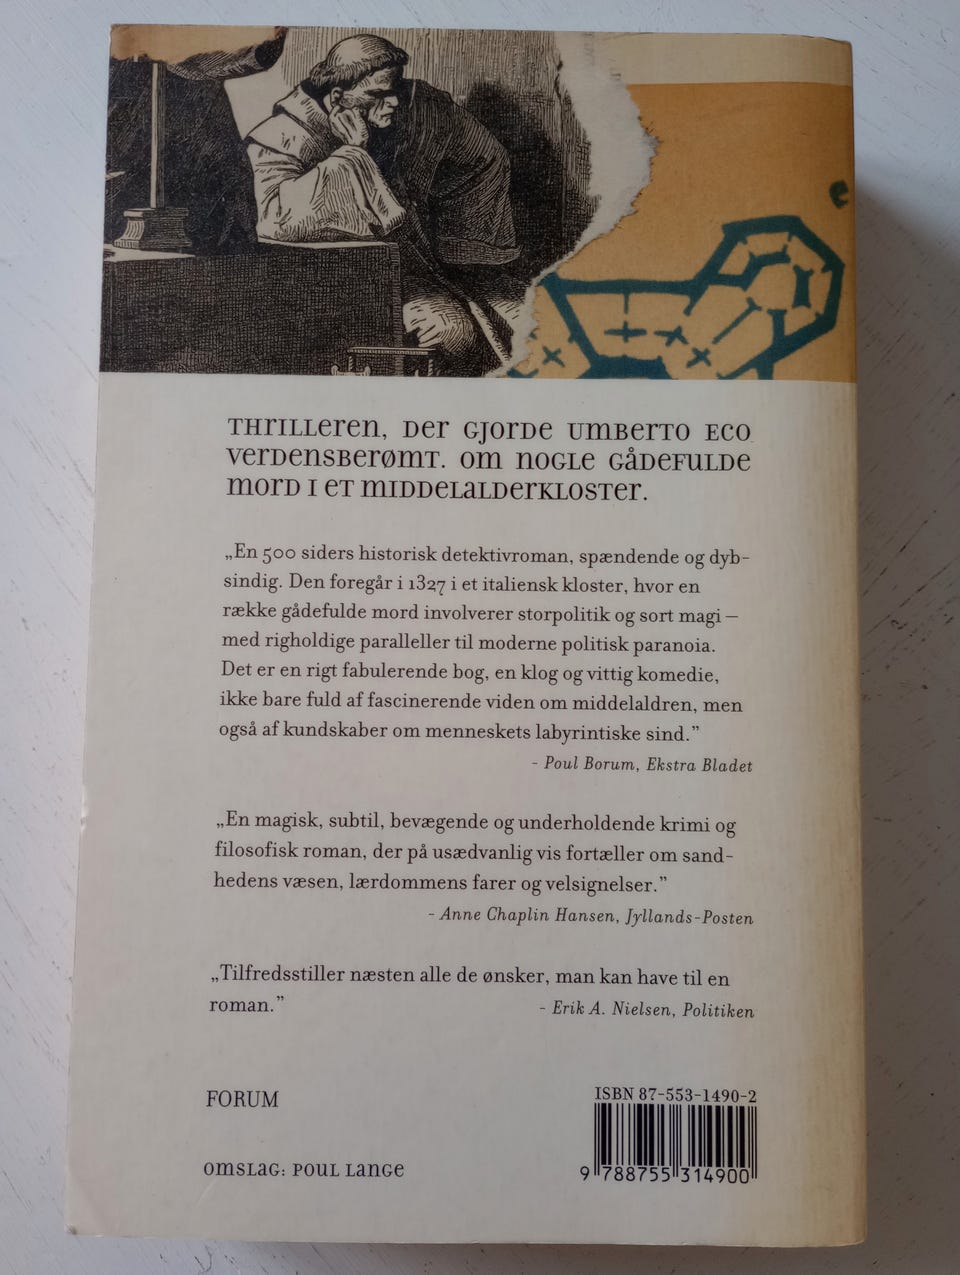 THRILLEREN, DER GJORDE UMBERTO ECO
VERDENSBERØMT. OM NOGLE GÅDEFULDE
MORD I ET MIDDELALDERKLOSTER.
„En 500 siders historisk detektivroman, spændende og dyb-
sindig. Den foregår i 1327 i et italiensk kloster, hvor en
række gådefulde mord involverer storpolitik og sort magi –
med righoldige paralleller til moderne politisk paranoia.
Det er en rigt fabulerende bog, en klog og vittig komedie,
ikke bare fuld af fascinerende viden om middelaldren, men
også af kundskaber om menneskets labyrintiske sind.”
- Poul Borum, Ekstra Bladet
„En magisk, subtil, bevægende og underholdende krimi og
filosofisk roman, der på usædvanlig vis fortæller om sand-
hedens væsen, lærdommens farer og velsignelser.”
- Anne Chaplin Hansen, Jyllands-Posten
„Tilfredsstiller næsten alle de ønsker, man kan have til en
roman.” - Erik A. Nielsen, Politiken
FORUM
ISBN 87-553-1490-2
OMSLAG: POUL LANGE
9 788755 314900